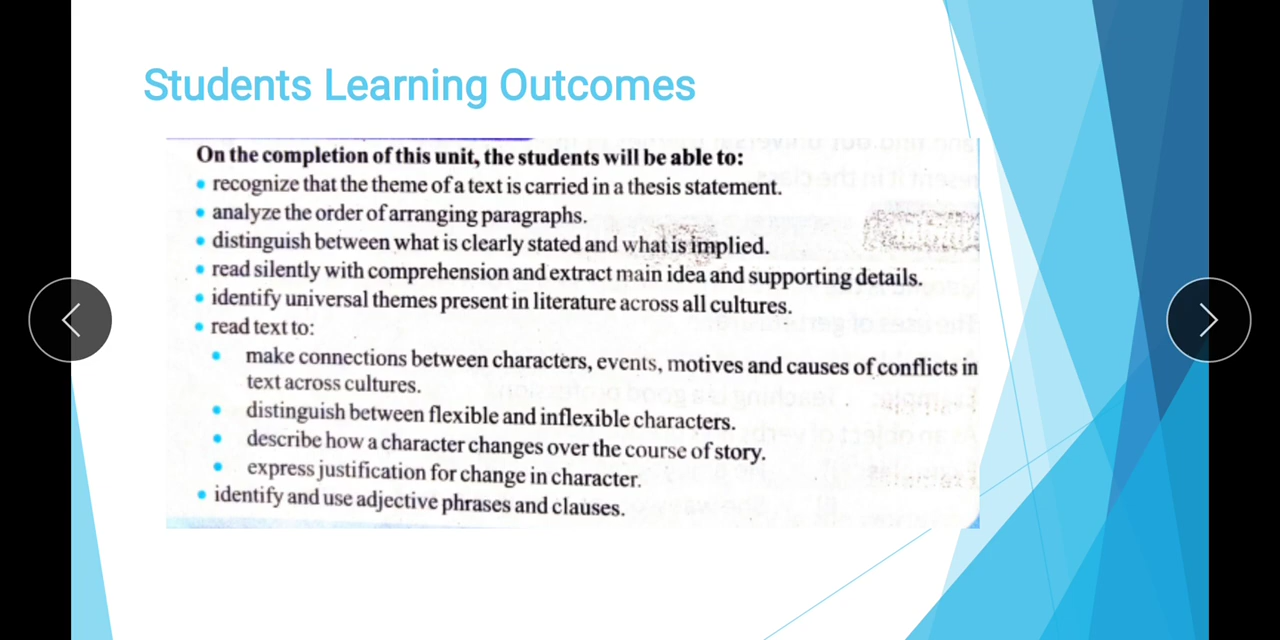 Students Learning Outcomes
On the completion of this unit, the students will be able to:
• recognize that the theme of a text is carried in a thesis statement.
• analyze the order of arranging paragraphs.
• distinguish between what is clearly stated and what is implied.
• read silently with comprehension and extract main idea and supporting details.
• identify universal themes present in literature across all cultures.
• read text to:
• make connections between characters, events, motives and causes of conflicts in
text across cultures.
• distinguish between flexible and inflexible characters.
• describe how a character changes over the course of story.
• express justification for change in character.
• identify and use adjective phrases and clauses.